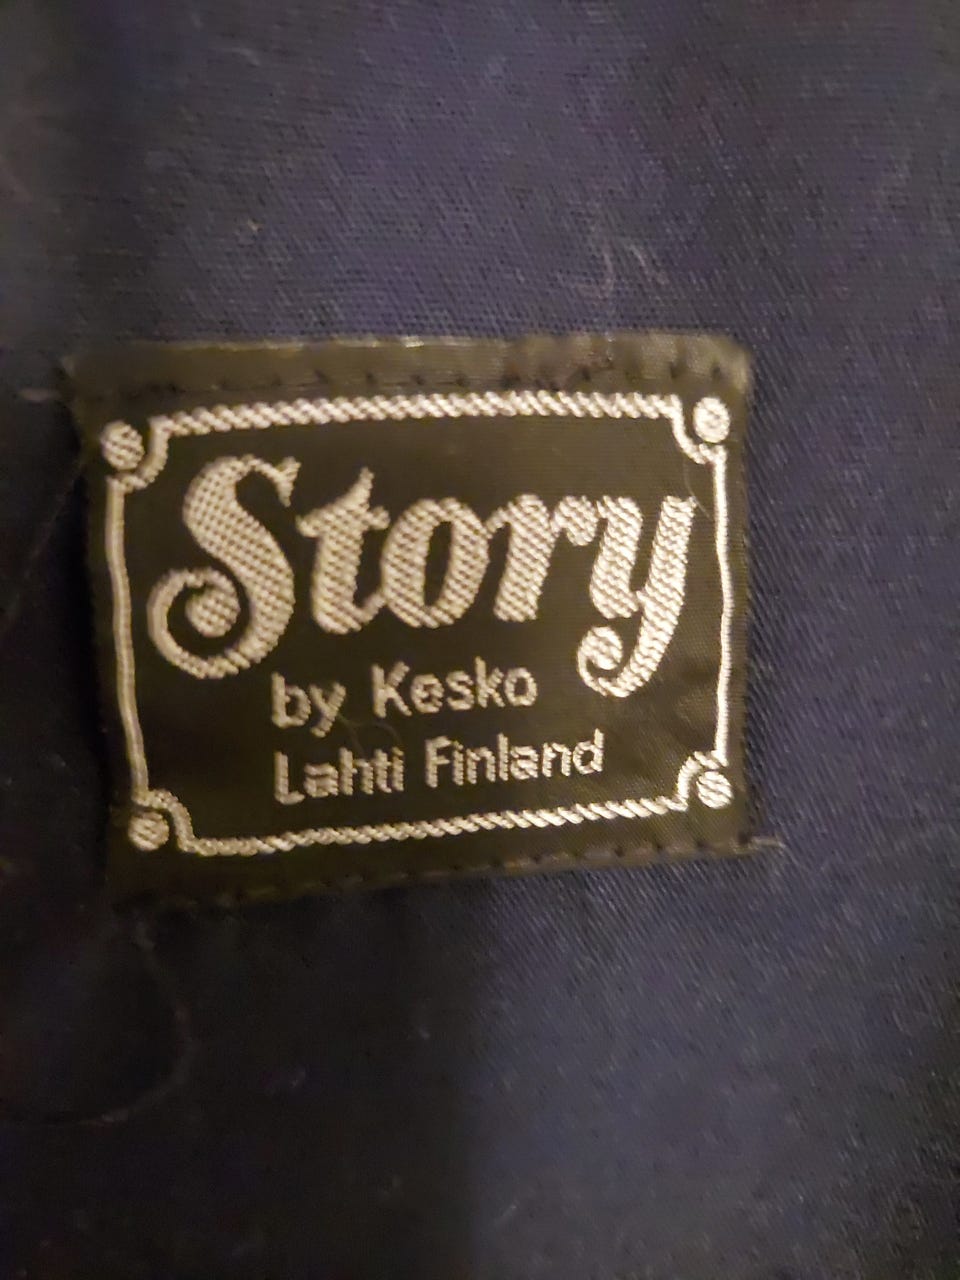 Story
by Kesko
Lahti Finland